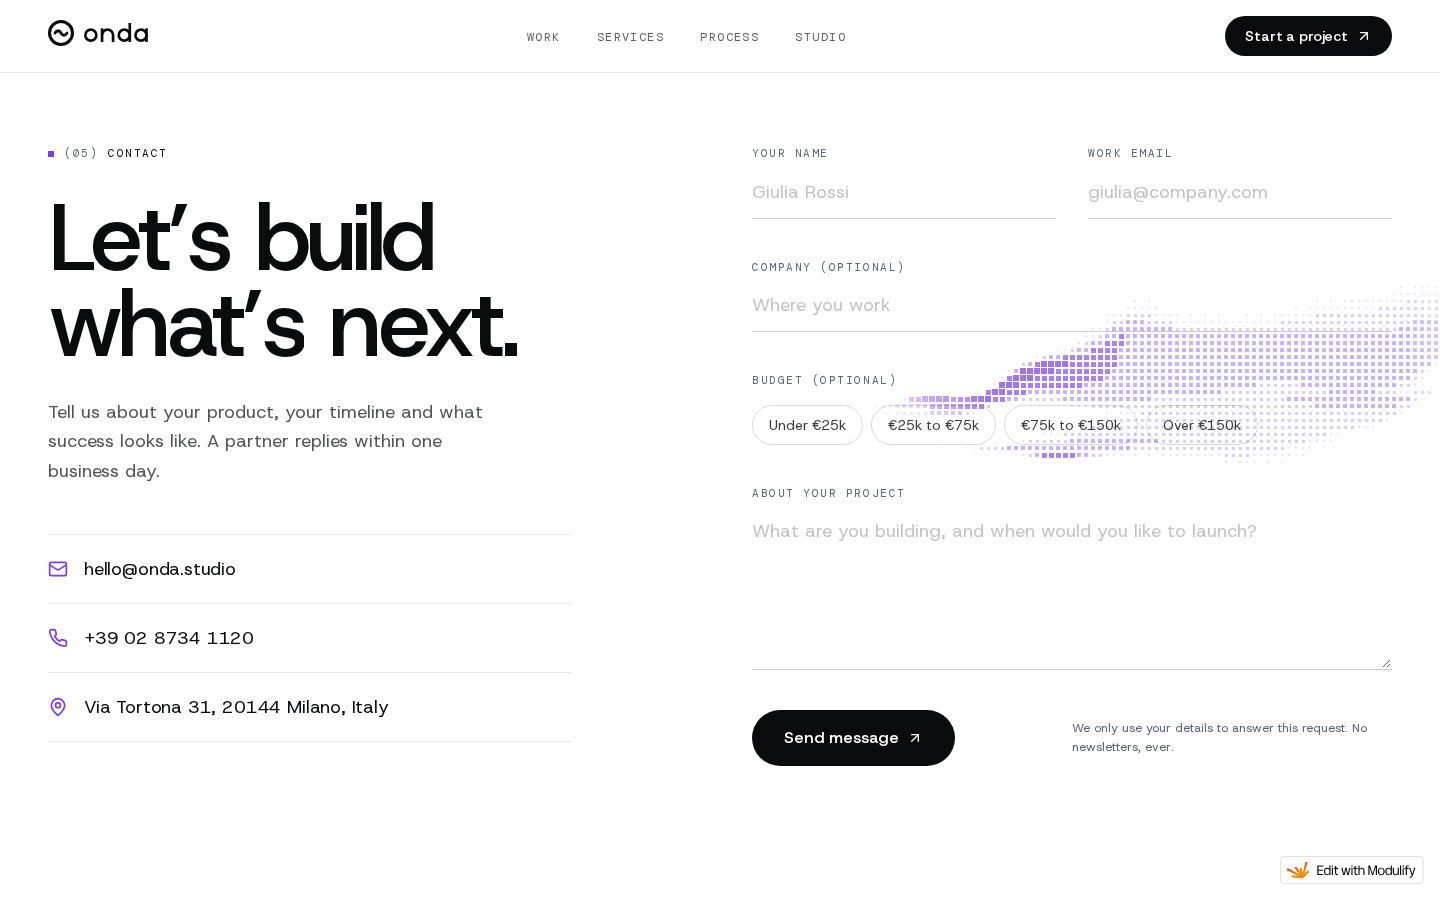 onda
WORK
SERVICES
PROCESS
STUDIO
Start a project
(05) CONTACT
Let’s build
what’s next.
Tell us about your product, your timeline and what
success looks like. A partner replies within one
business day.
hello@onda.studio
+39 02 8734 1120
Via Tortona 31, 20144 Milano, Italy
YOUR NAME
Giulia Rossi
WORK EMAIL
giulia@company.com
COMPANY (OPTIONAL)
Where you work
BUDGET (OPTIONAL)
Under €25k
€25k to €75k
€75k to €150k
Over €150k
ABOUT YOUR PROJECT
What are you building, and when would you like to launch?
Send message
We only use your details to answer this request. No
newsletters, ever.
Edit with Modulify